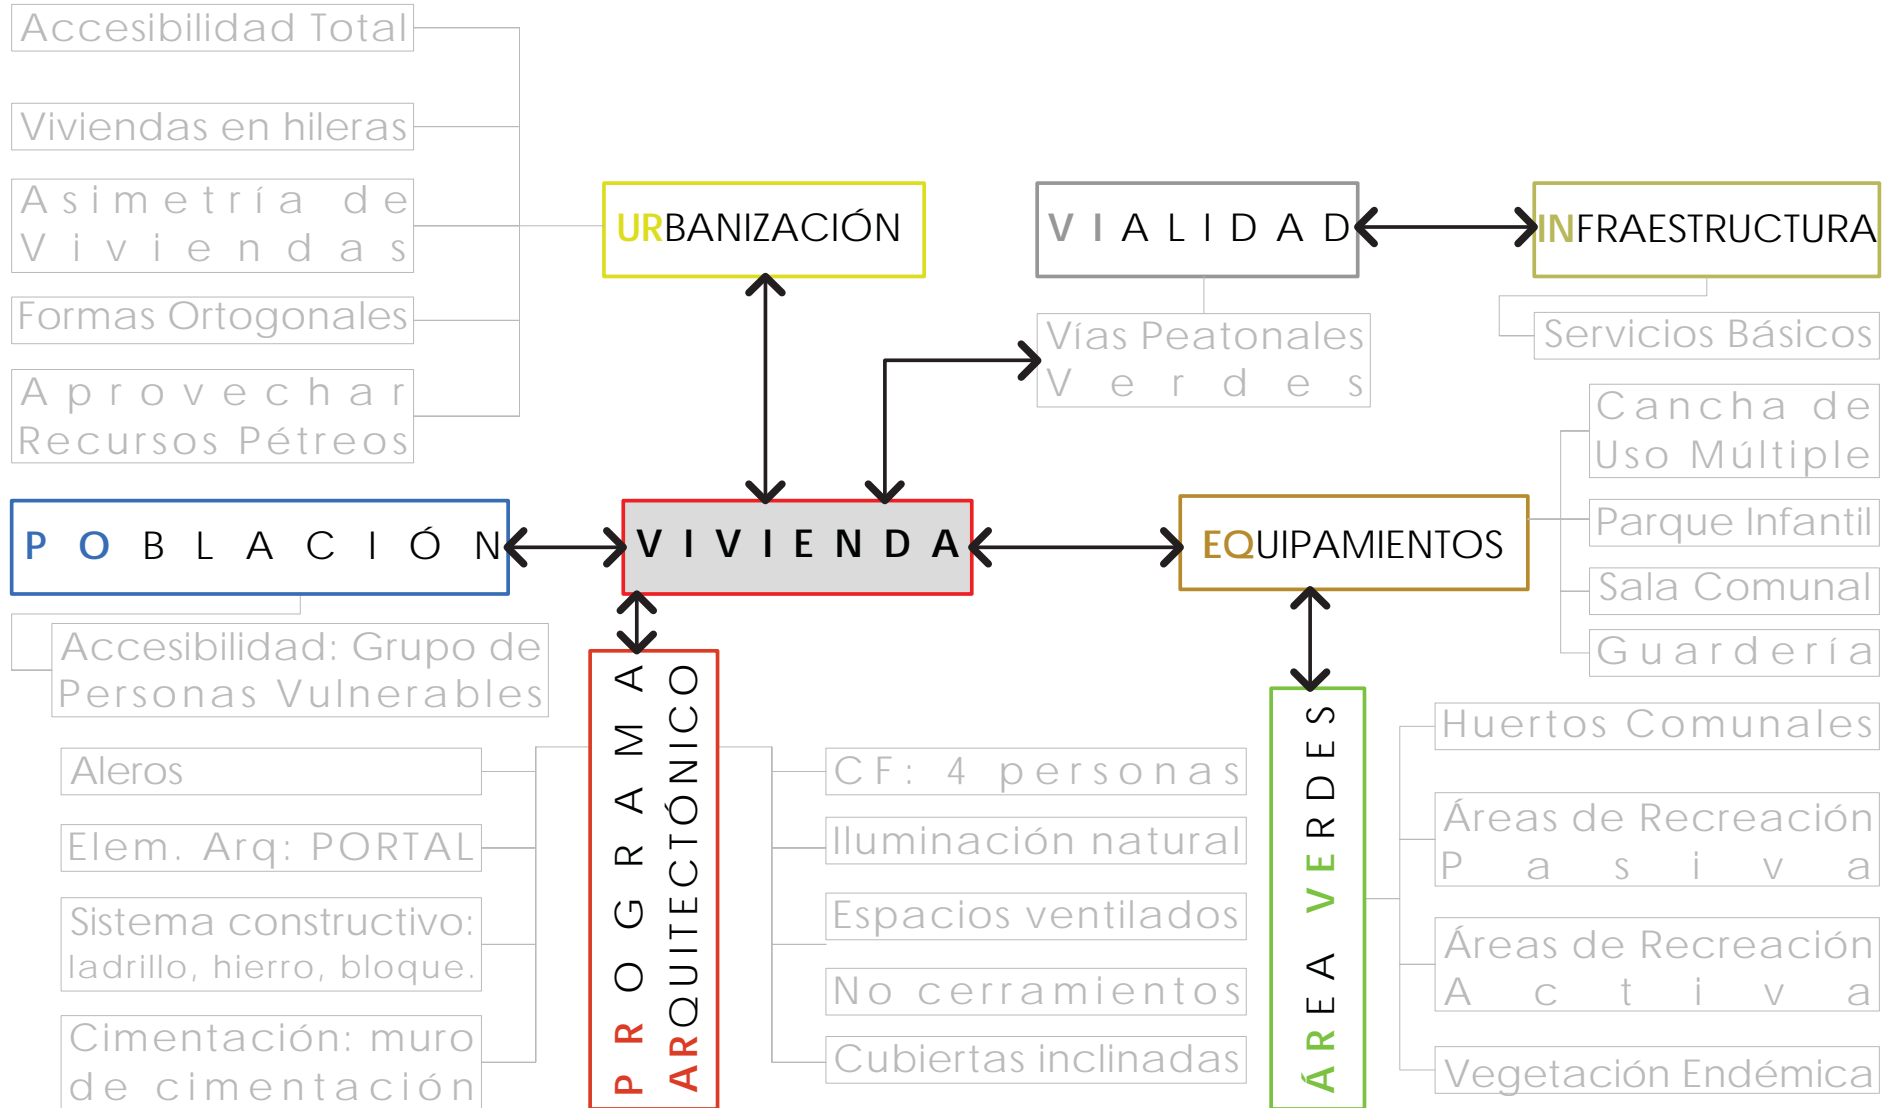 Accesibilidad Total
Viviendas en hileras
Asimetría de
Viviendas
Formas Ortogonales
Aprovechar
Recursos Pétreos
URBANIZACIÓN
VIALIDAD
INFRAESTRUCTURA
Vías Peatonales
Verdes
Servicios Básicos
Cancha de
Uso Múltiple
Parque Infantil
Sala Comunal
Guardería
POBLACIÓN
VIVIENDA
EQUIPAMIENTOS
Accesibilidad: Grupo de
Personas Vulnerables
Aleros
Elem. Arq: PORTAL
Sistema constructivo:
ladrillo, hierro, bloque.
Cimentación: muro
de cimentación
PROGRAMA
ARQUITECTÓNICO
CF: 4 personas
Iluminación natural
Espacios ventilados
No cerramientos
Cubiertas inclinadas
ÁREA VERDES
Huertos Comunales
Áreas de Recreación
Pasiva
Áreas de Recreación
Activa
Vegetación Endémica